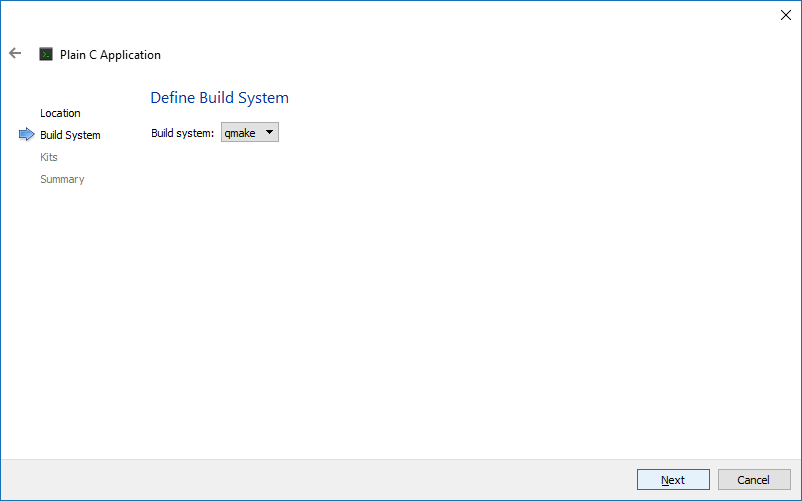 Plain C Application
Define Build System
Location
Build System
Kits
Summary
Build system: qmake
Next
Cancel